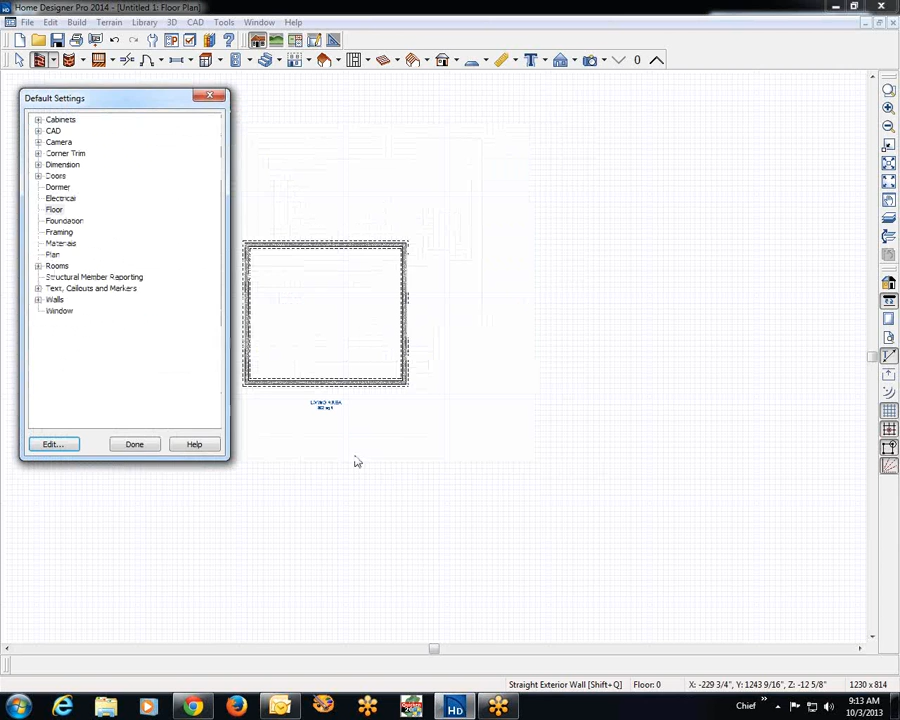 Home Designer Pro 2014 - [Untitled 1: Floor Plan]
File Edit Build Terrain Library 3D CAD Tools Window Help
0
Default Settings
Cabinets
CAD
Camera
Corner Trim
Dimension
Doors
Dormer
Electrical
Floor
Foundation
Framing
Materials
Plan
Rooms
Structural Member Reporting
Text, Callouts and Markers
Walls
Window
Edit... Done Help
LIVING AREA
Straight Exterior Wall [Shift+Q] Floor: 0 X: -229 3/4", Y: 1243 9/16", Z: -12 5/8" 1230 x 814
HD Chief » 9:13 AM
10/3/2013